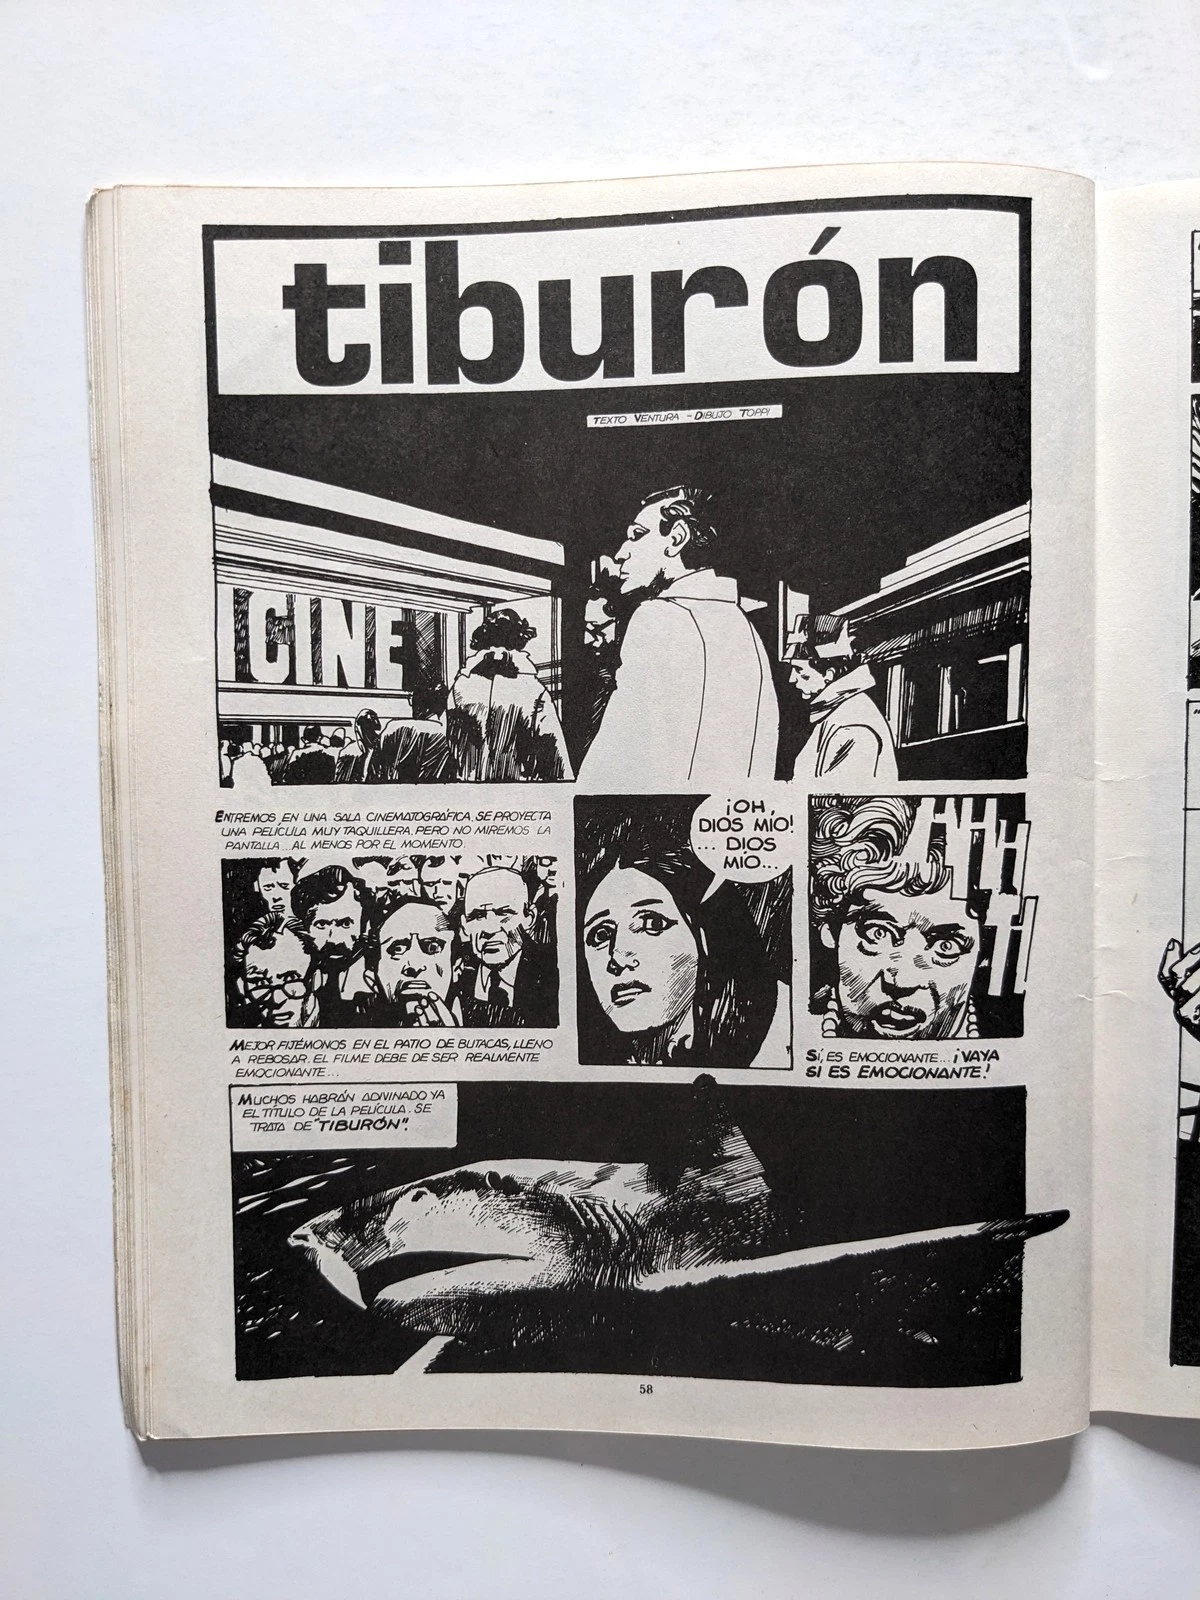 tiburón
TEXTO VENTURA - DIBUJO TOPPI
CINE
ENTREMOS EN UNA SALA CINEMATOGRÁFICA. SE PROYECTA
UNA PELÍCULA MUY TAQUILLERA. PERO NO MIREMOS LA
PANTALLA... AL MENOS POR EL MOMENTO.
¡OH,
DIOS MÍO!
... DIOS
MÍO...
MEJOR FIJÉMONOS EN EL PATIO DE BUTACAS, LLENO
A REBOSAR. EL FILME DEBE DE SER REALMENTE
EMOCIONANTE...
SÍ, ES EMOCIONANTE... ¡VAYA
SI ES EMOCIONANTE!
MUCHOS HABRÁN ADIVINADO YA
EL TÍTULO DE LA PELÍCULA. SE
TRATA DE "TIBURÓN".
58